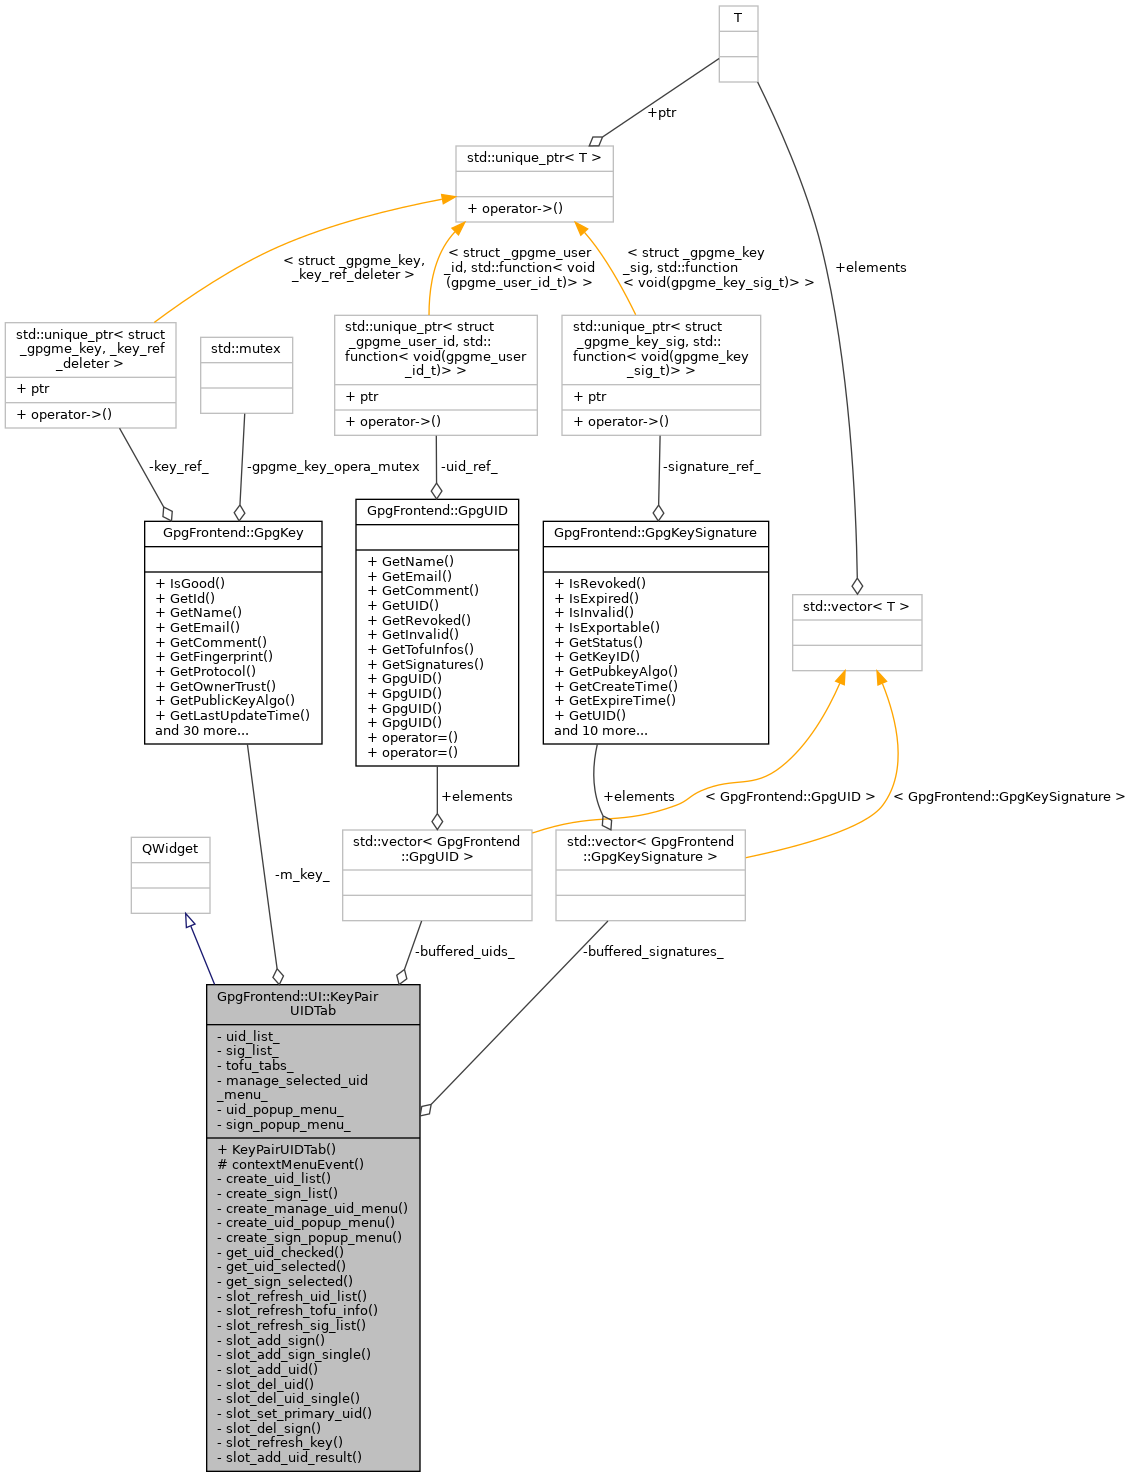 T
+ptr
std::unique_ptr< T >
+ operator->()
< struct _gpgme_key,
_key_ref_deleter >
< struct _gpgme_user
_id, std::function< void
(gpgme_user_id_t)> >
< struct _gpgme_key
_sig, std::function
< void(gpgme_key_sig_t)> >
+elements
std::unique_ptr< struct
_gpgme_key, _key_ref
_deleter >
+ ptr
+ operator->()
std::mutex
std::unique_ptr< struct
_gpgme_user_id, std::
function< void(gpgme_user
_id_t)> >
+ ptr
+ operator->()
std::unique_ptr< struct
_gpgme_key_sig, std::
function< void(gpgme_key
_sig_t)> >
+ ptr
+ operator->()
-key_ref_
-gpgme_key_opera_mutex
-uid_ref_
-signature_ref_
GpgFrontend::GpgKey
+ IsGood()
+ GetId()
+ GetName()
+ GetEmail()
+ GetComment()
+ GetFingerprint()
+ GetProtocol()
+ GetOwnerTrust()
+ GetPublicKeyAlgo()
+ GetLastUpdateTime()
and 30 more...
GpgFrontend::GpgUID
+ GetName()
+ GetEmail()
+ GetComment()
+ GetUID()
+ GetRevoked()
+ GetInvalid()
+ GetTofuInfos()
+ GetSignatures()
+ GpgUID()
+ GpgUID()
+ GpgUID()
+ GpgUID()
+ operator=()
+ operator=()
GpgFrontend::GpgKeySignature
+ IsRevoked()
+ IsExpired()
+ IsInvalid()
+ IsExportable()
+ GetStatus()
+ GetKeyID()
+ GetPubkeyAlgo()
+ GetCreateTime()
+ GetExpireTime()
+ GetUID()
and 10 more...
std::vector< T >
+elements
+elements
< GpgFrontend::GpgUID >
< GpgFrontend::GpgKeySignature >
QWidget
-m_key_
std::vector< GpgFrontend
::GpgUID >
std::vector< GpgFrontend
::GpgKeySignature >
-buffered_uids_
-buffered_signatures_
GpgFrontend::UI::KeyPair
UIDTab
- uid_list_
- sig_list_
- tofu_tabs_
- manage_selected_uid
_menu_
- uid_popup_menu_
- sign_popup_menu_
+ KeyPairUIDTab()
# contextMenuEvent()
- create_uid_list()
- create_sign_list()
- create_manage_uid_menu()
- create_uid_popup_menu()
- create_sign_popup_menu()
- get_uid_checked()
- get_uid_selected()
- get_sign_selected()
- slot_refresh_uid_list()
- slot_refresh_tofu_info()
- slot_refresh_sig_list()
- slot_add_sign()
- slot_add_sign_single()
- slot_add_uid()
- slot_del_uid()
- slot_del_uid_single()
- slot_set_primary_uid()
- slot_del_sign()
- slot_refresh_key()
- slot_add_uid_result()